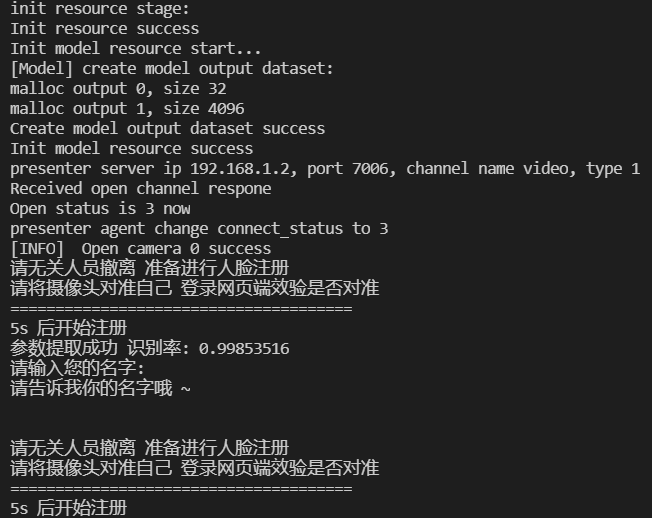 init resource stage:
Init resource success
Init model resource start...
[Model] create model output dataset:
malloc output 0, size 32
malloc output 1, size 4096
Create model output dataset success
Init model resource success
presenter server ip 192.168.1.2, port 7006, channel name video, type 1
Received open channel respone
Open status is 3 now
presenter agent change connect_status to 3
[INFO]  Open camera 0 success
请无关人员撤离 准备进行人脸注册
请将摄像头对准自己 登录网页端效验是否对准
======================================
5s 后开始注册
参数提取成功 识别率: 0.99853516
请输入您的名字:
请告诉我你的名字哦 ~
请无关人员撤离 准备进行人脸注册
请将摄像头对准自己 登录网页端效验是否对准
======================================
5s 后开始注册